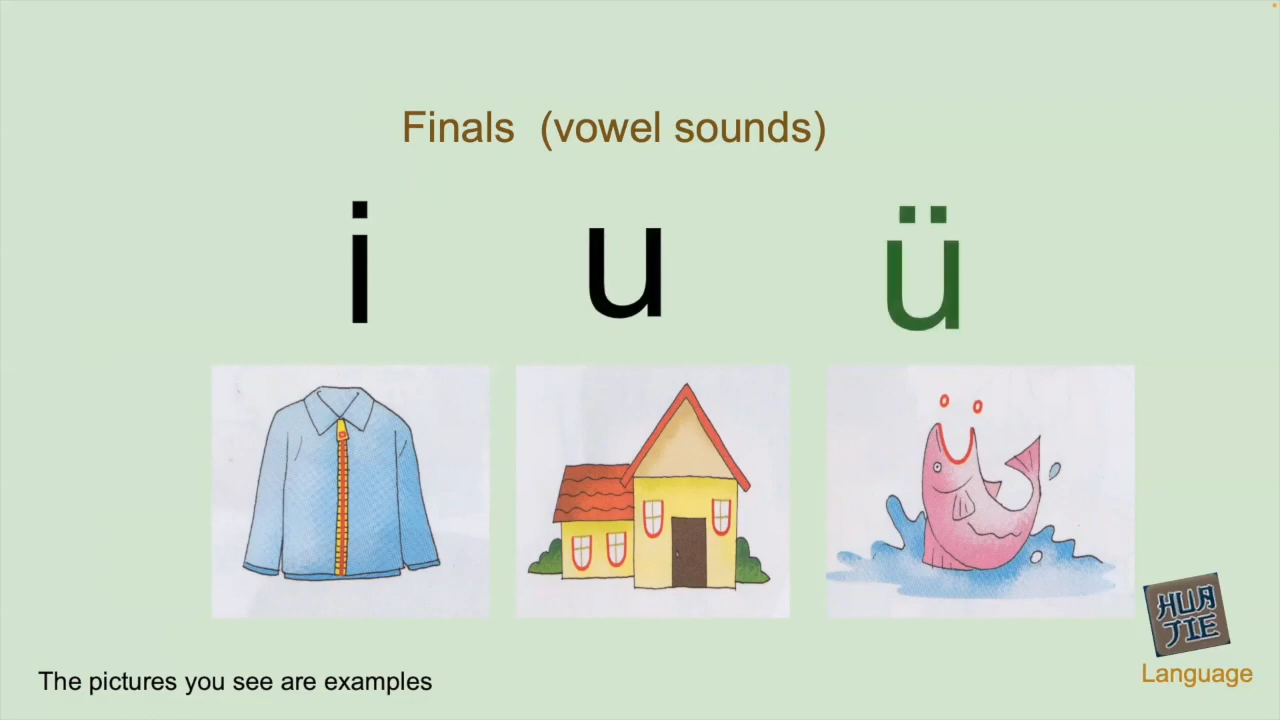 Finals (vowel sounds)
i u ü
HUA
JIE
Language
The pictures you see are examples